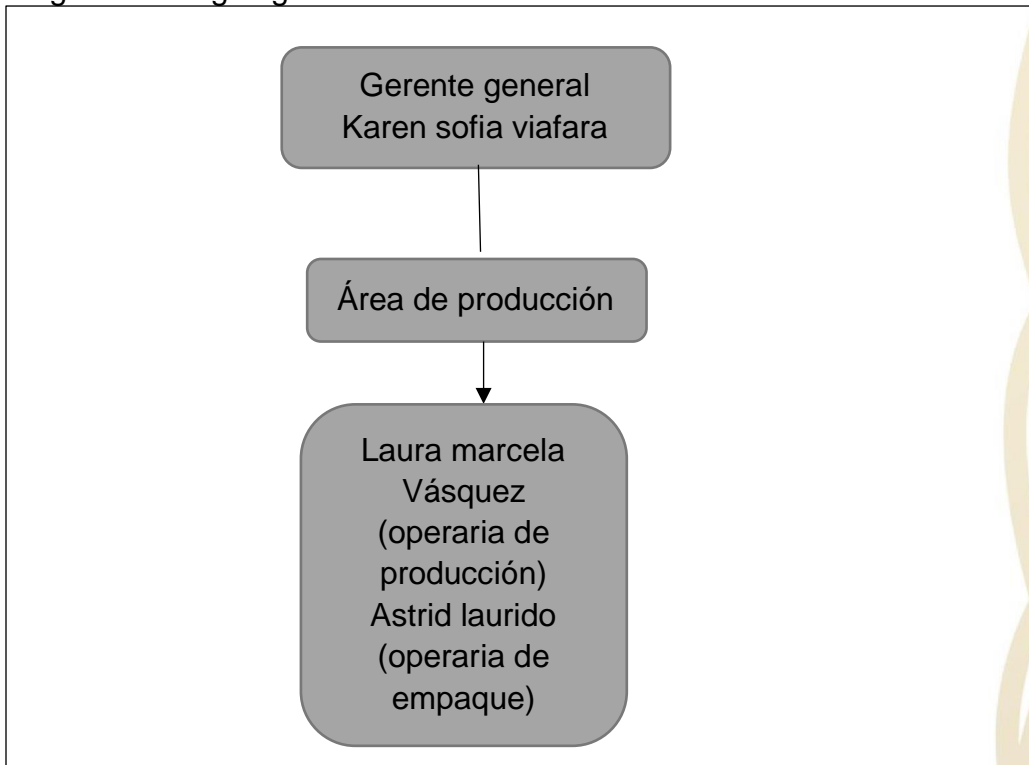 Gerente general
Karen sofia viafara
Área de producción
Laura marcela
Vásquez
(operaria de
producción)
Astrid laurido
(operaria de
empaque)